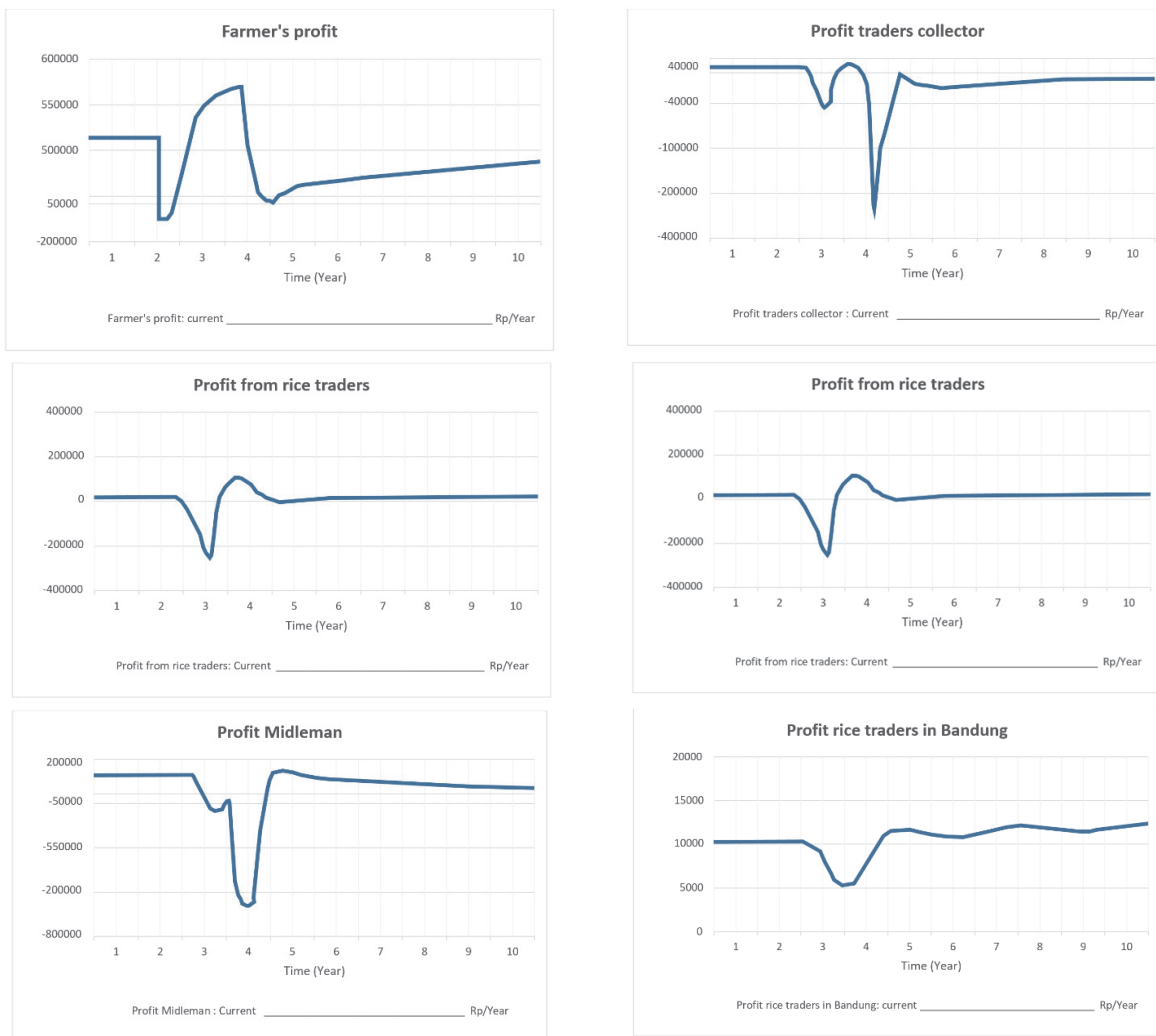 Farmer's profit
600000
550000
500000
50000
-200000
1 2 3 4 5 6 7 8 9 10
Time (Year)
Farmer's profit: current Rp/Year
Profit traders collector
40000
-40000
-100000
-200000
-400000
1 2 3 4 5 6 7 8 9 10
Time (Year)
Profit traders collector : Current Rp/Year
Profit from rice traders
400000
200000
0
-200000
-400000
1 2 3 4 5 6 7 8 9 10
Time (Year)
Profit from rice traders: Current Rp/Year
Profit from rice traders
400000
200000
0
-200000
-400000
1 2 3 4 5 6 7 8 9 10
Time (Year)
Profit from rice traders: Current Rp/Year
Profit Midleman
200000
-50000
-550000
-200000
-800000
1 2 3 4 5 6 7 8 9 10
Time (Year)
Profit Midleman : Current Rp/Year
Profit rice traders in Bandung
20000
15000
10000
5000
0
1 2 3 4 5 6 7 8 9 10
Time (Year)
Profit rice traders in Bandung: current Rp/Year